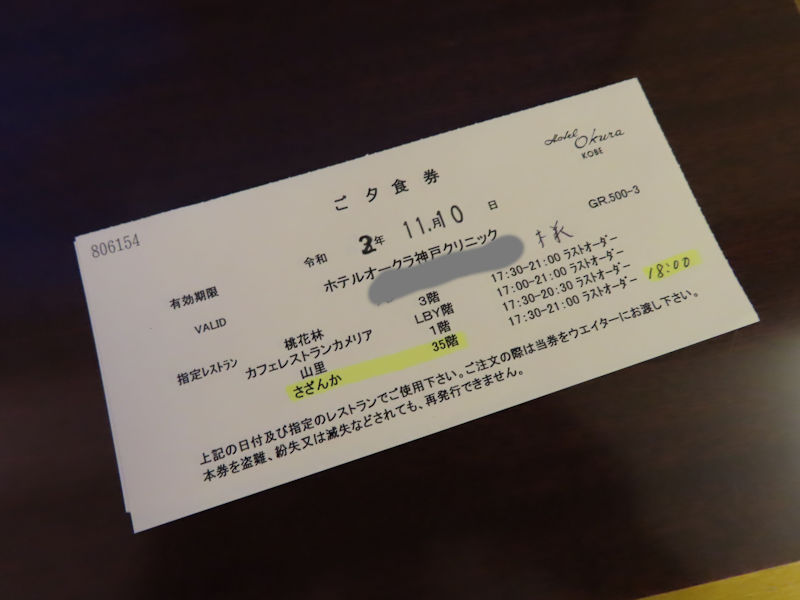 Hotel Okura
KOBE
ご夕食券
806154
GR.500-3
有効期限
VALID
令和 2年 11.月10 日
ホテルオークラ神戸クリニック
様
指定レストラン
桃花林 3階 17:30-21:00 ラストオーダー
カフェレストランカメリア LBY階 17:00-21:00 ラストオーダー
山里 1階 17:30-20:30 ラストオーダー
さざんか 35階 17:30-21:00 ラストオーダー 18:00
上記の日付及び指定のレストランでご使用下さい。ご注文の際は当券をウエイターにお渡し下さい。
本券を盗難、紛失又は滅失などされても、再発行できません。